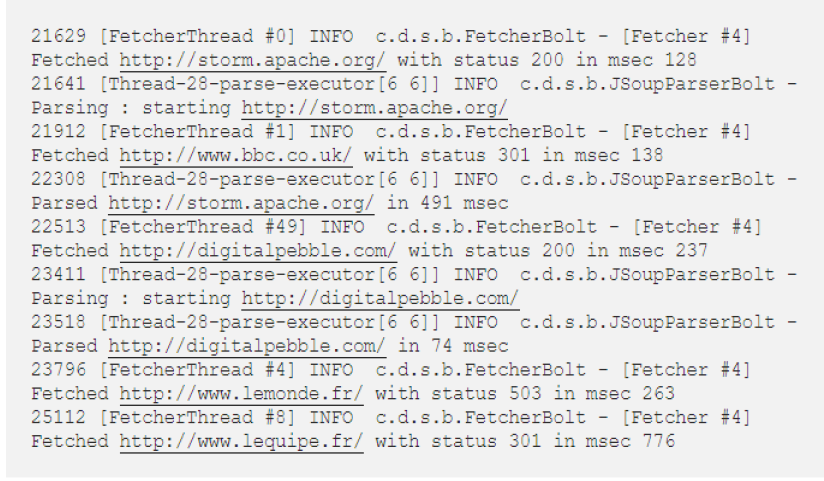 21629 [FetcherThread #0] INFO  c.d.s.b.FetcherBolt - [Fetcher #4]
Fetched http://storm.apache.org/ with status 200 in msec 128
21641 [Thread-28-parse-executor[6 6]] INFO  c.d.s.b.JSoupParserBolt -
Parsing : starting http://storm.apache.org/
21912 [FetcherThread #1] INFO  c.d.s.b.FetcherBolt - [Fetcher #4]
Fetched http://www.bbc.co.uk/ with status 301 in msec 138
22308 [Thread-28-parse-executor[6 6]] INFO  c.d.s.b.JSoupParserBolt -
Parsed http://storm.apache.org/ in 491 msec
22513 [FetcherThread #49] INFO  c.d.s.b.FetcherBolt - [Fetcher #4]
Fetched http://digitalpebble.com/ with status 200 in msec 237
23411 [Thread-28-parse-executor[6 6]] INFO  c.d.s.b.JSoupParserBolt -
Parsing : starting http://digitalpebble.com/
23518 [Thread-28-parse-executor[6 6]] INFO  c.d.s.b.JSoupParserBolt -
Parsed http://digitalpebble.com/ in 74 msec
23796 [FetcherThread #4] INFO  c.d.s.b.FetcherBolt - [Fetcher #4]
Fetched http://www.lemonde.fr/ with status 503 in msec 263
25112 [FetcherThread #8] INFO  c.d.s.b.FetcherBolt - [Fetcher #4]
Fetched http://www.lequipe.fr/ with status 301 in msec 776